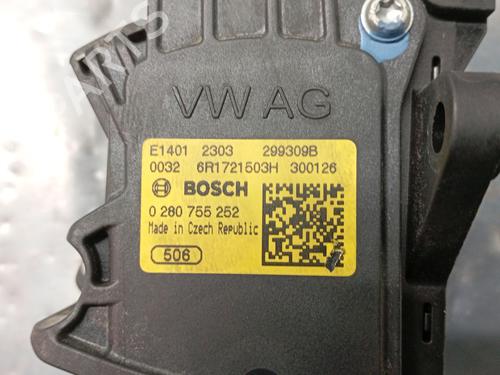 VW AG
E1401 2303 299309B
0032 6R1721503H 300126
BOSCH
0 280 755 252
Made in Czech Republic
506